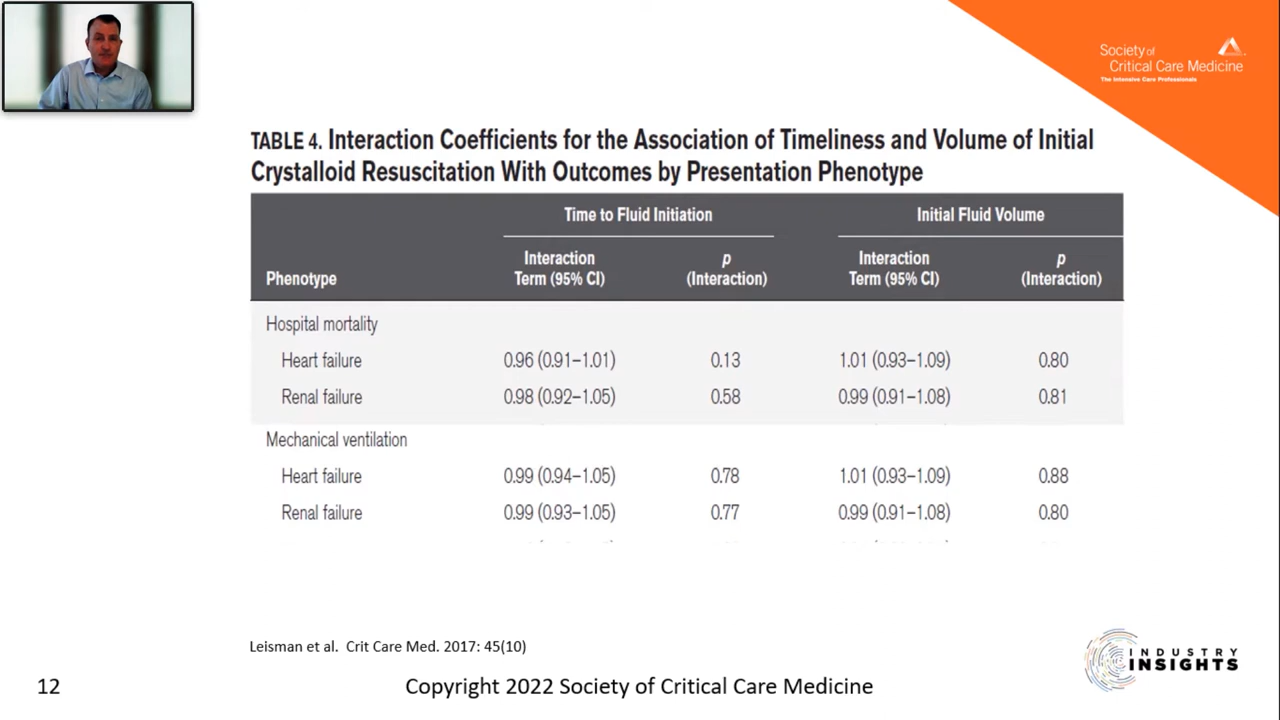 Society of
Critical Care Medicine
The Intensive Care Professionals
TABLE 4. Interaction Coefficients for the Association of Timeliness and Volume of Initial
Crystalloid Resuscitation With Outcomes by Presentation Phenotype
Time to Fluid Initiation Initial Fluid Volume
Interaction p Interaction p
Phenotype Term (95% CI) (Interaction) Term (95% CI) (Interaction)
Hospital mortality
Heart failure 0.96 (0.91–1.01) 0.13 1.01 (0.93–1.09) 0.80
Renal failure 0.98 (0.92–1.05) 0.58 0.99 (0.91–1.08) 0.81
Mechanical ventilation
Heart failure 0.99 (0.94–1.05) 0.78 1.01 (0.93–1.09) 0.88
Renal failure 0.99 (0.93–1.05) 0.77 0.99 (0.91–1.08) 0.80
Leisman et al. Crit Care Med. 2017: 45(10)
INDUSTRY
INSIGHTS
12 Copyright 2022 Society of Critical Care Medicine